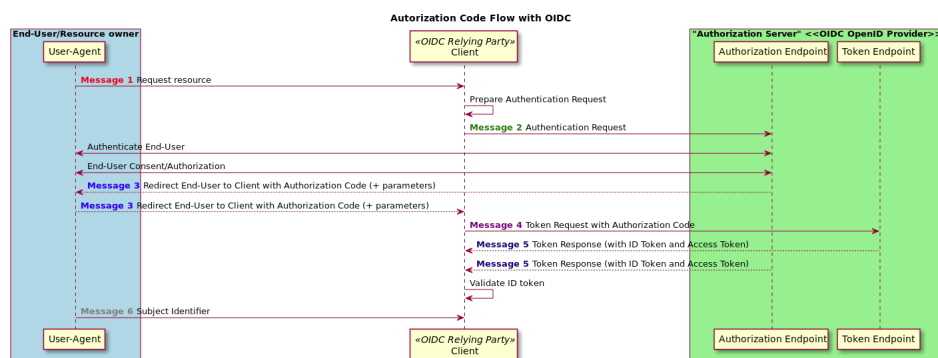 Autorization Code Flow with OIDC
End-User/Resource owner
"Authorization Server" <<OIDC OpenID Provider>>
User-Agent
«OIDC Relying Party»
Client
Authorization Endpoint
Token Endpoint
Message 1 Request resource
Prepare Authentication Request
Message 2 Authentication Request
Authenticate End-User
End-User Consent/Authorization
Message 3 Redirect End-User to Client with Authorization Code (+ parameters)
Message 3 Redirect End-User to Client with Authorization Code (+ parameters)
Message 4 Token Request with Authorization Code
Message 5 Token Response (with ID Token and Access Token)
Message 5 Token Response (with ID Token and Access Token)
Validate ID token
Message 6 Subject Identifier
User-Agent
«OIDC Relying Party»
Client
Authorization Endpoint
Token Endpoint